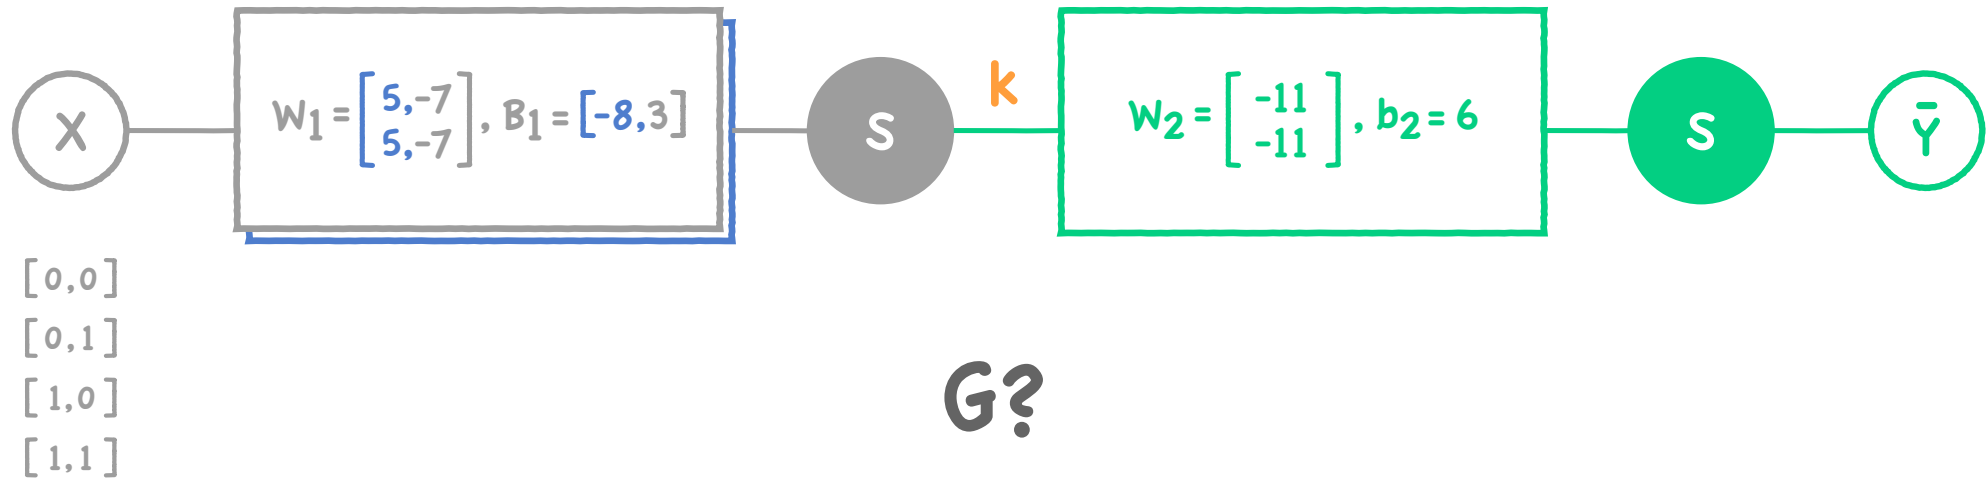 X
W1 = [5,-7
5,-7], B1 = [-8,3]
S
k
W2 = [-11
-11], b2 = 6
S
Ȳ
[0,0]
[0,1]
[1,0]
[1,1]
G?